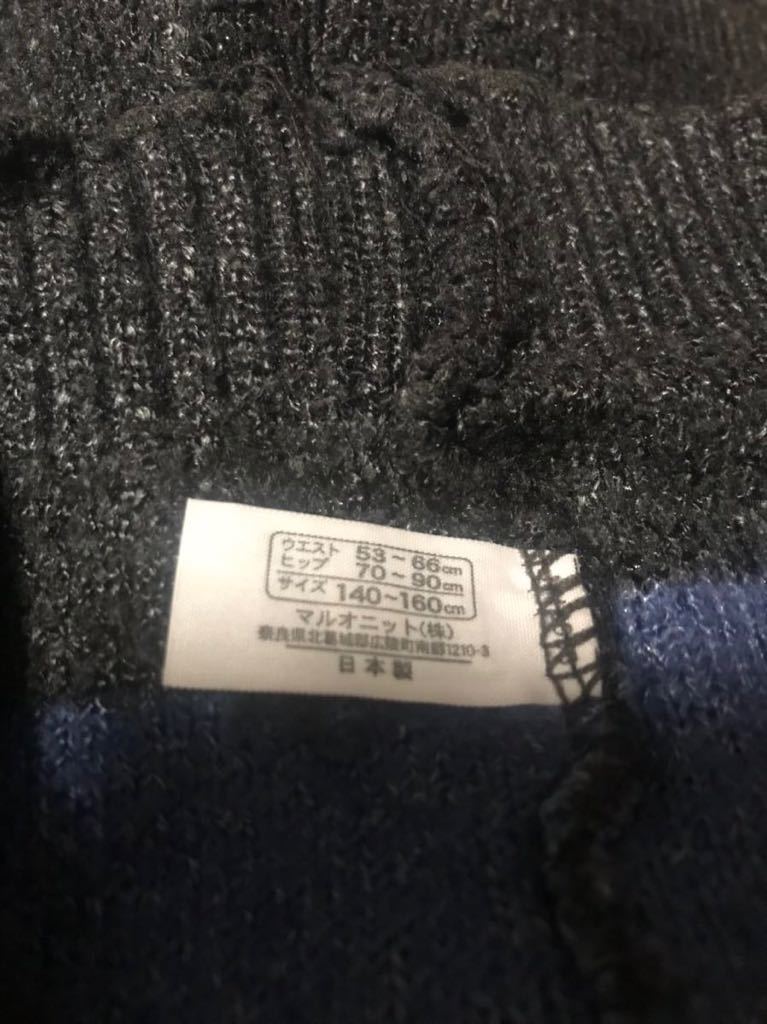 ウエスト 53~66cm
ヒップ 70~90cm
サイズ 140~160cm
マルオニット(株)
奈良県北葛城郡広陵町南郷1210-3
日本製